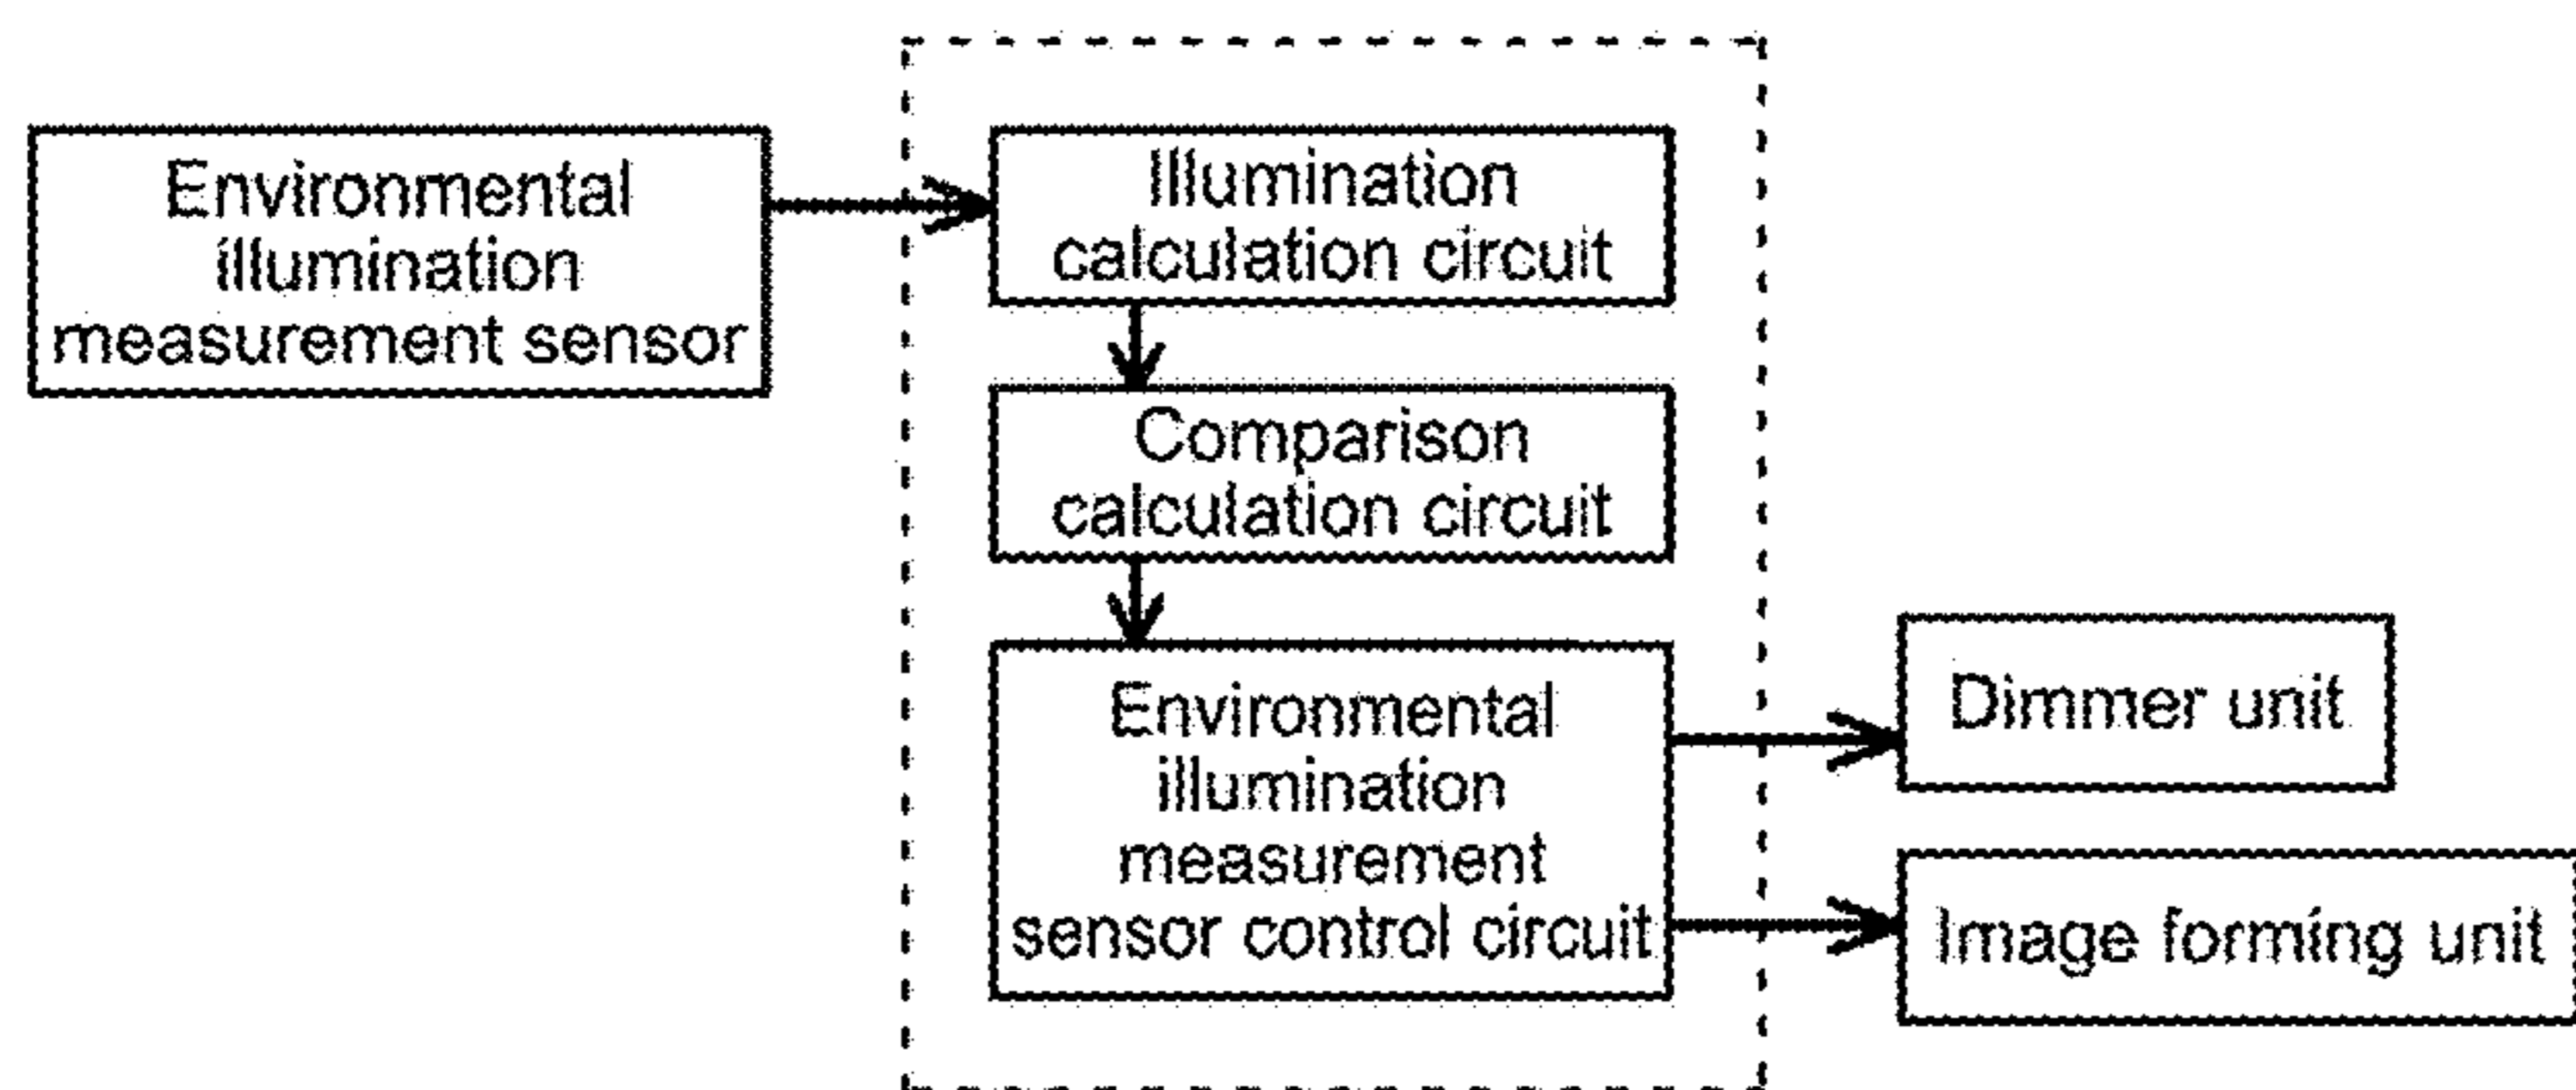 Environmental
illumination
measurement sensor
Illumination
calculation circuit
Comparison
calculation circuit
Environmental
illumination
measurement
sensor control circuit
Dimmer unit
Image forming unit